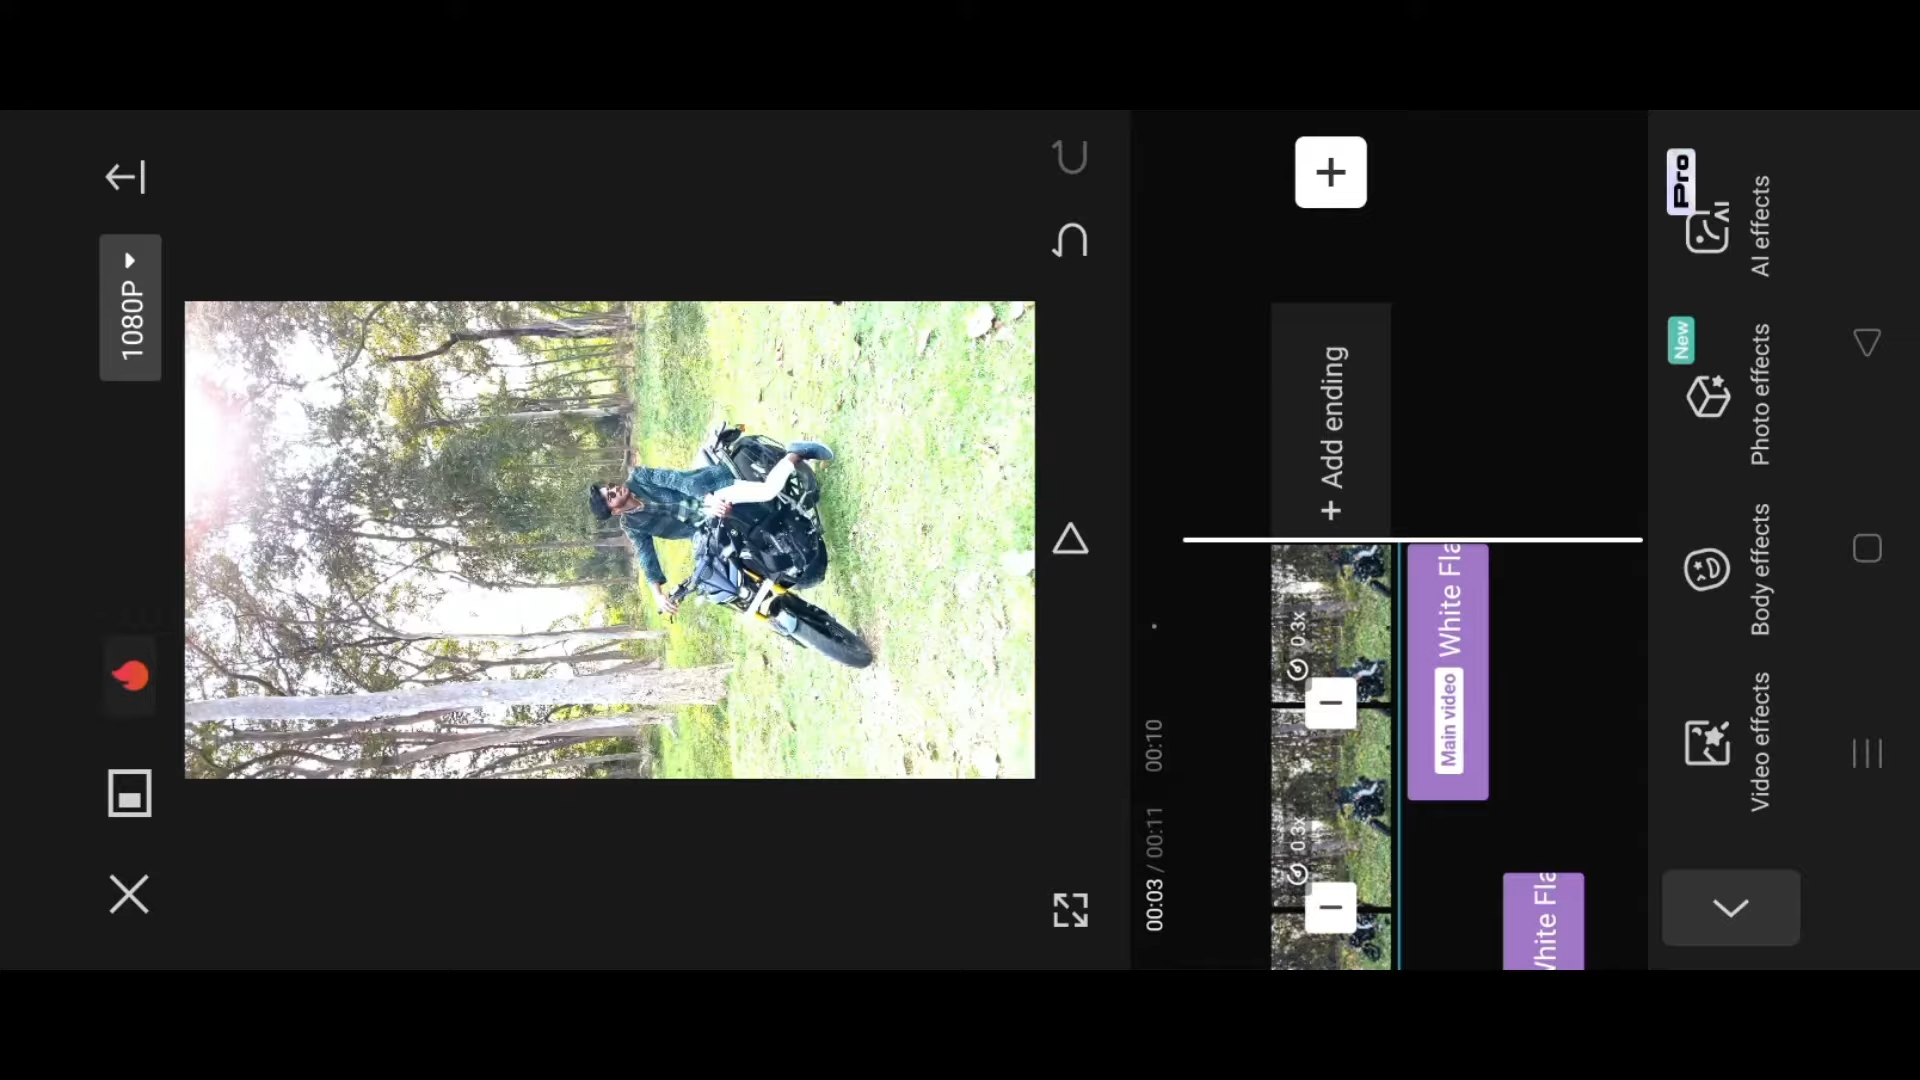 1080P
00:03 / 00:11
00:10
0.3x
0.3x
+ Add ending
Main video
White Fla
White Fla
Video effects
Body effects
New
Photo effects
Pro
AI effects